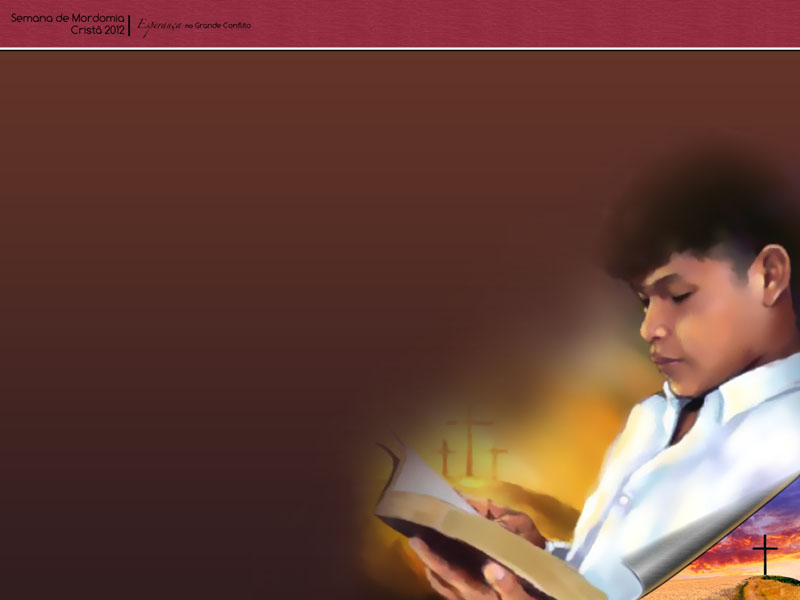 Semana de Mordomia
Cristã 2012
Esperança no Grande Conflito